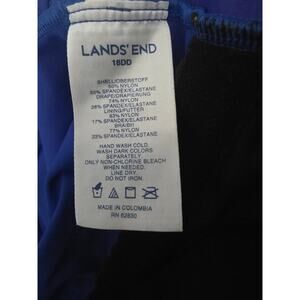 LANDS' END
18DD
SHELL/OBERSTOFF
50% NYLON
50% SPANDEX/ELASTANE
DRAPE/DRAPIERUNG
74% NYLON
26% SPANDEX/ELASTANE
LINING/FUTTER
83% NYLON
17% SPANDEX/ELASTANE
BRA/BH
77% NYLON
23% SPANDEX/ELASTANE
HAND WASH COLD.
WASH DARK COLORS
SEPARATELY.
ONLY NON-CHLORINE BLEACH
WHEN NEEDED.
LINE DRY.
DO NOT IRON.
MADE IN COLOMBIA
RN 62830